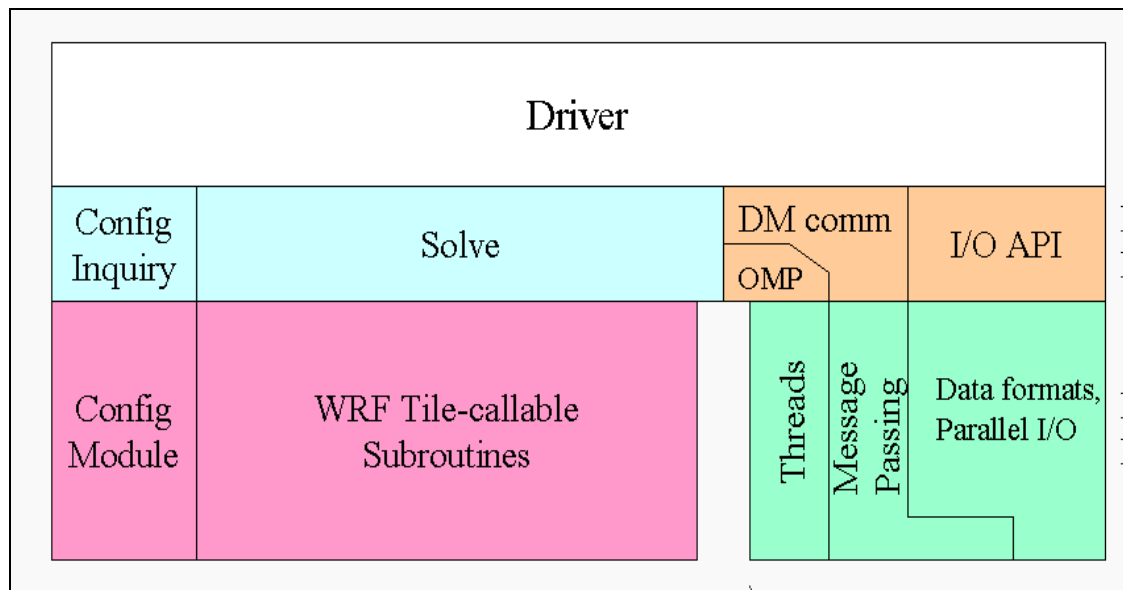 Driver
Config
Inquiry
Solve
DM comm
OMP
I/O API
Config
Module
WRF Tile-callable
Subroutines
Threads
Message
Passing
Data formats,
Parallel I/O